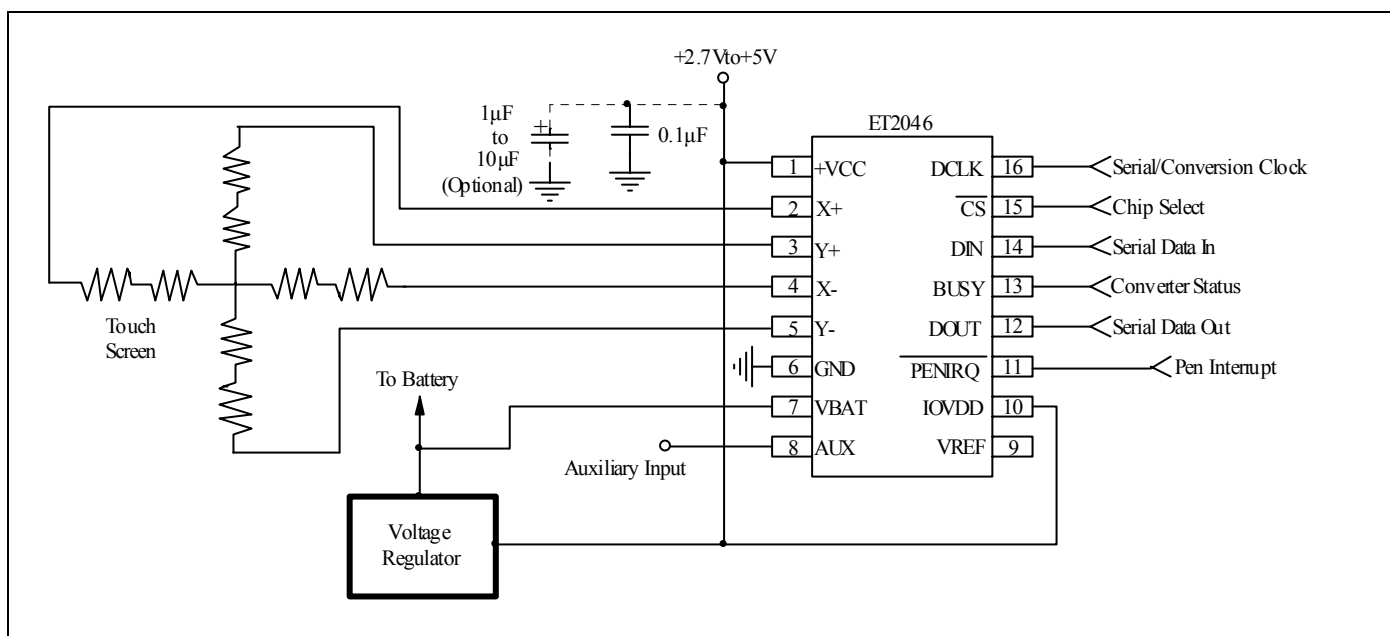 +2.7Vto+5V
1μF
to
10μF
(Optional)
+
0.1μF
ET2046
1
+VCC
DCLK
16
Serial/Conversion Clock
2
X+
CS
15
Chip Select
3
Y+
DIN
14
Serial Data In
4
X-
BUSY
13
Converter Status
5
Y-
DOUT
12
Serial Data Out
6
GND
PENIRQ
11
Pen Interrupt
7
VBAT
IOVDD
10
8
AUX
VREF
9
Touch
Screen
To Battery
Auxiliary Input
Voltage
Regulator